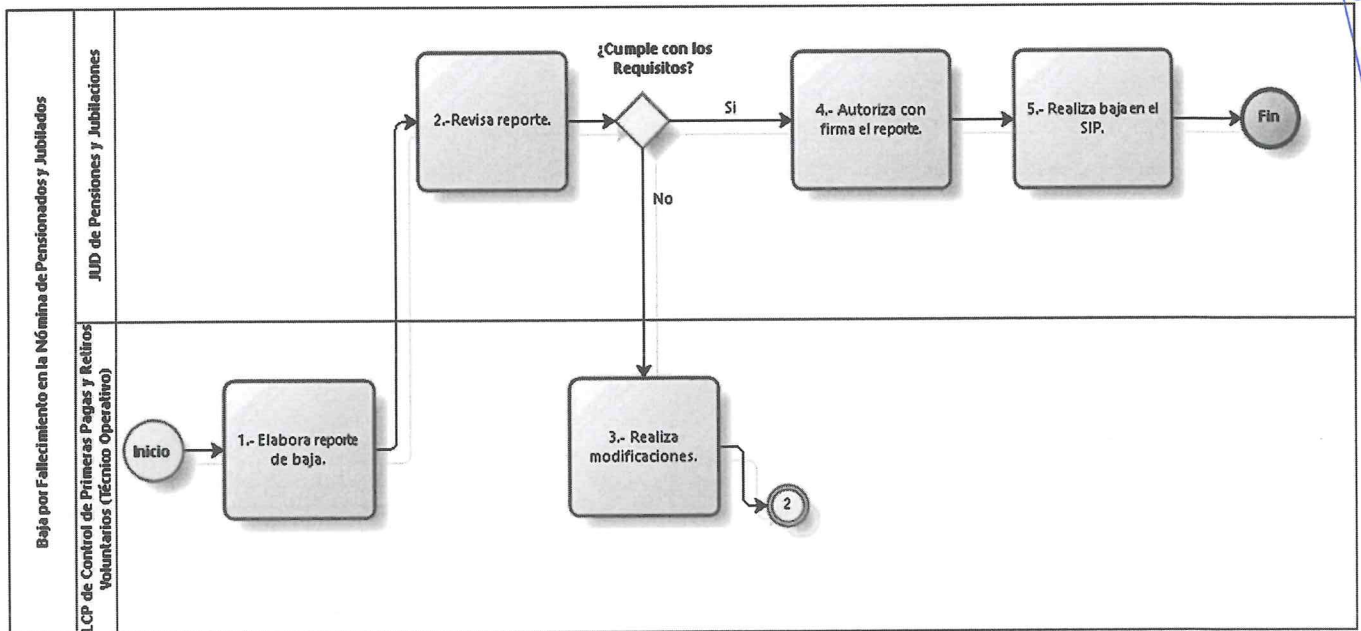 Baja por Fallecimiento en la Nómina de Pensionados y Jubilados
JUD de Pensiones y Jubilaciones
LCP de Control de Primeras Pagas y Retiros
Voluntarios (Técnico Operativo)
Inicio
1.- Elabora reporte
de baja.
2.-Revisa reporte.
¿Cumple con los
Requisitos?
Si
No
3.- Realiza
modificaciones.
2
4.- Autoriza con
firma el reporte.
5.- Realiza baja en el
SIP.
Fin